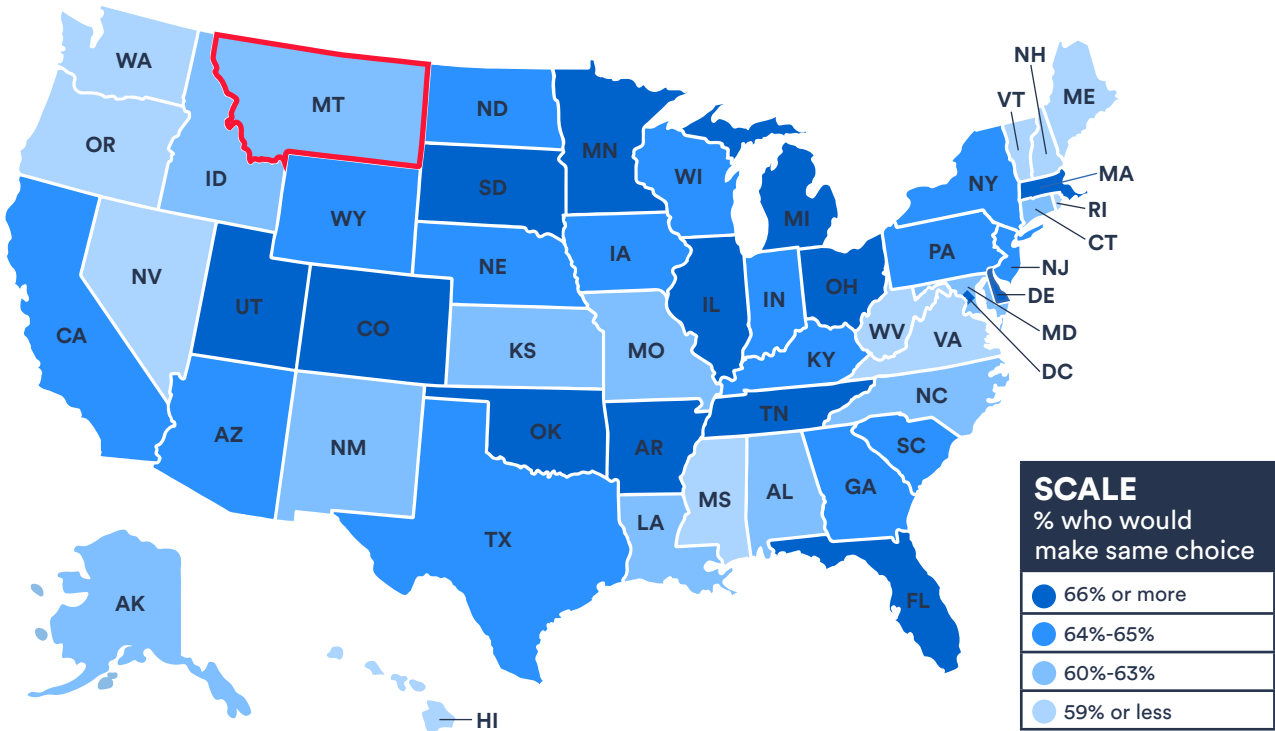 WA
MT
OR
ID
ND
MN
SD
WY
WI
MI
NH
VT
ME
NY
MA
RI
CT
PA
NJ
DE
MD
DC
NV
UT
CO
NE
IA
IL
IN
OH
CA
KS
MO
KY
WV
VA
NC
TN
AZ
NM
OK
AR
SC
MS
AL
GA
LA
TX
FL
AK
HI
SCALE
% who would
make same choice
66% or more
64%-65%
60%-63%
59% or less